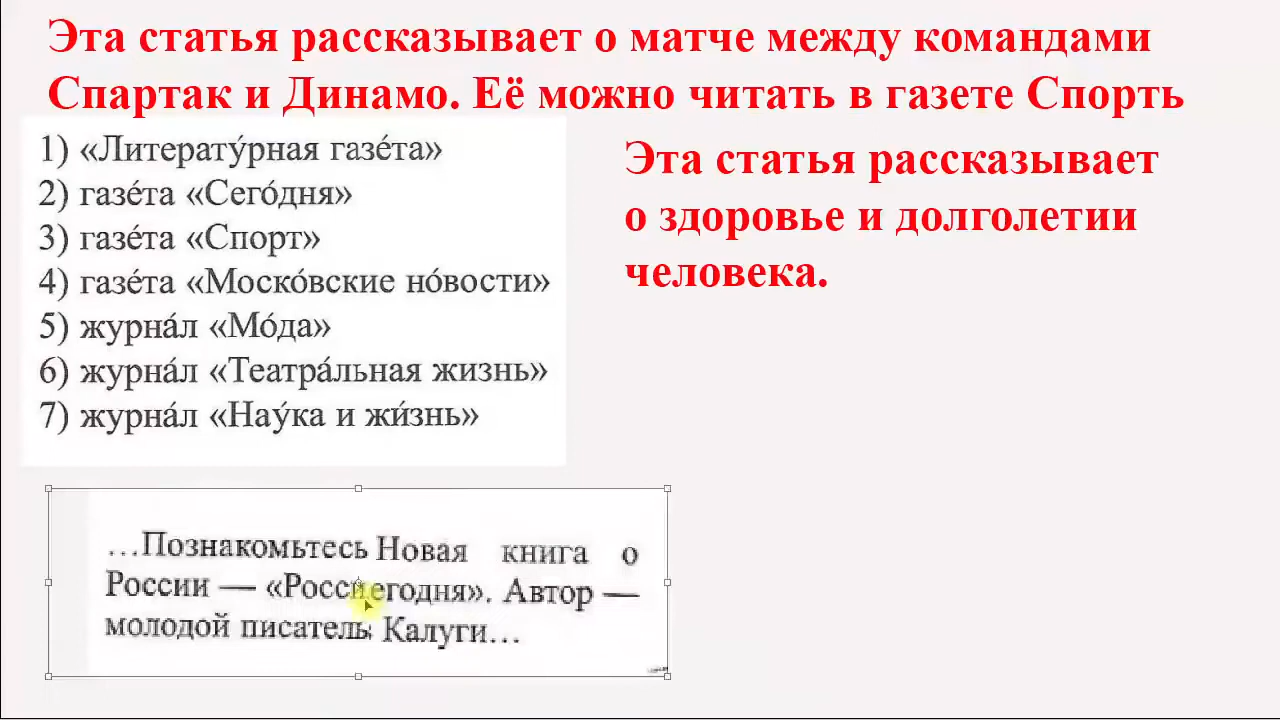 Эта статья рассказывает о матче между командами
Спартак и Динамо. Её можно читать в газете Спорть
1) «Литерату́рная газе́та»
2) газе́та «Сего́дня»
3) газе́та «Спорт»
4) газе́та «Моско́вские но́вости»
5) журна́л «Мо́да»
6) журна́л «Театра́льная жизнь»
7) журна́л «Нау́ка и жи́знь»
Эта статья рассказывает
о здоровье и долголетии
человека.
...Познакомьтесь Новая книга о
России — «Россиегодня». Автор —
молодой писатель Калуги...